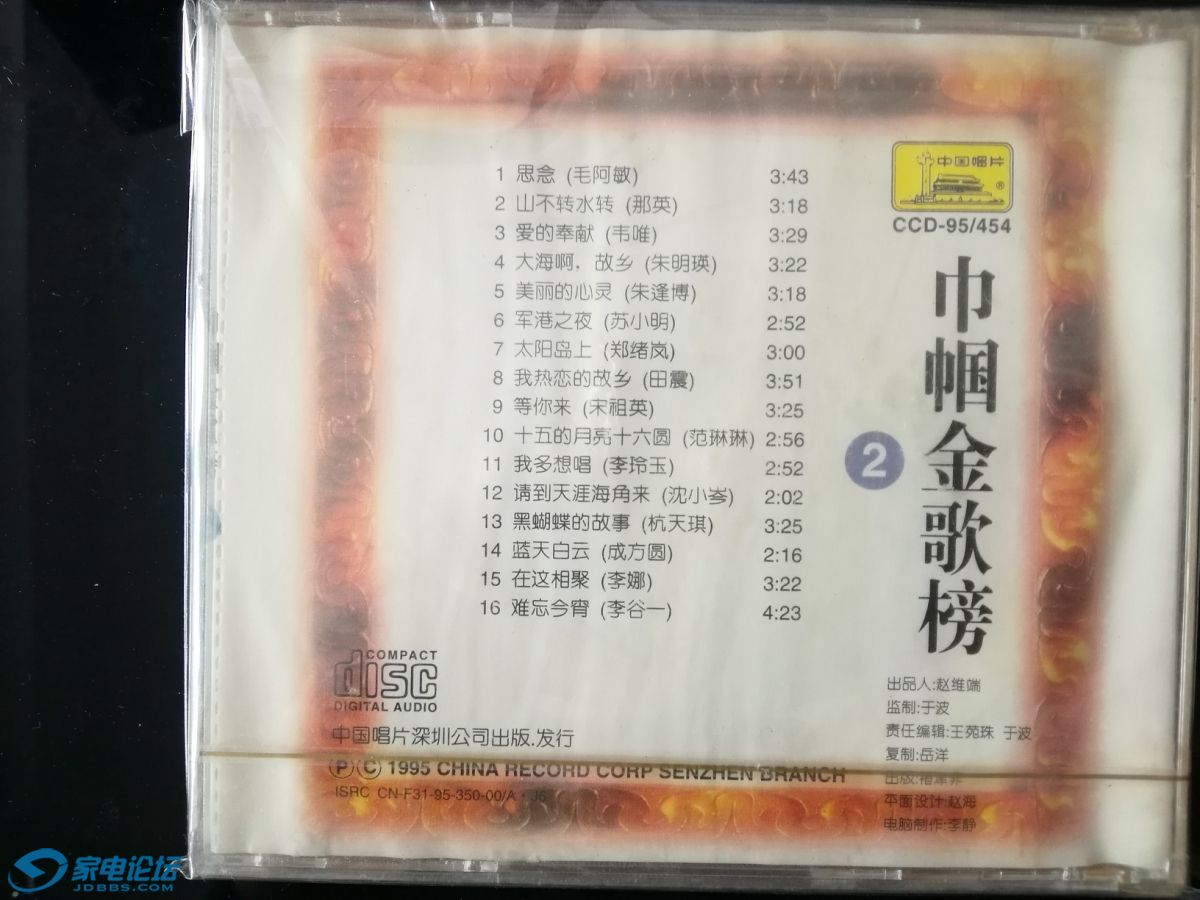 1 思念 (毛阿敏) 3:43
2 山不转水转 (那英) 3:18
3 爱的奉献 (韦唯) 3:29
4 大海啊，故乡 (朱明瑛) 3:22
5 美丽的心灵 (朱逢博) 3:18
6 军港之夜 (苏小明) 2:52
7 太阳岛上 (郑绪岚) 3:00
8 我热恋的故乡 (田震) 3:51
9 等你来 (宋祖英) 3:25
10 十五的月亮十六圆 (范琳琳) 2:56
11 我多想唱 (李玲玉) 2:52
12 请到天涯海角来 (沈小岑) 2:02
13 黑蝴蝶的故事 (杭天琪) 3:25
14 蓝天白云 (成方圆) 2:16
15 在这相聚 (李娜) 3:22
16 难忘今宵 (李谷一) 4:23
中国唱片
®
CCD-95/454
巾帼金歌榜
2
出品人:赵维端
监制:于波
责任编辑:王苑珠 于波
复制:岳洋
出版:
平面设计:赵海
电脑制作:李静
COMPACT
disc
DIGITAL AUDIO
中国唱片深圳公司出版.发行
Ⓟ Ⓒ 1995 CHINA RECORD CORP SENZHEN BRANCH
ISRC CN-F31-95-350-00/A·J6
家电论坛
JDBBS.COM